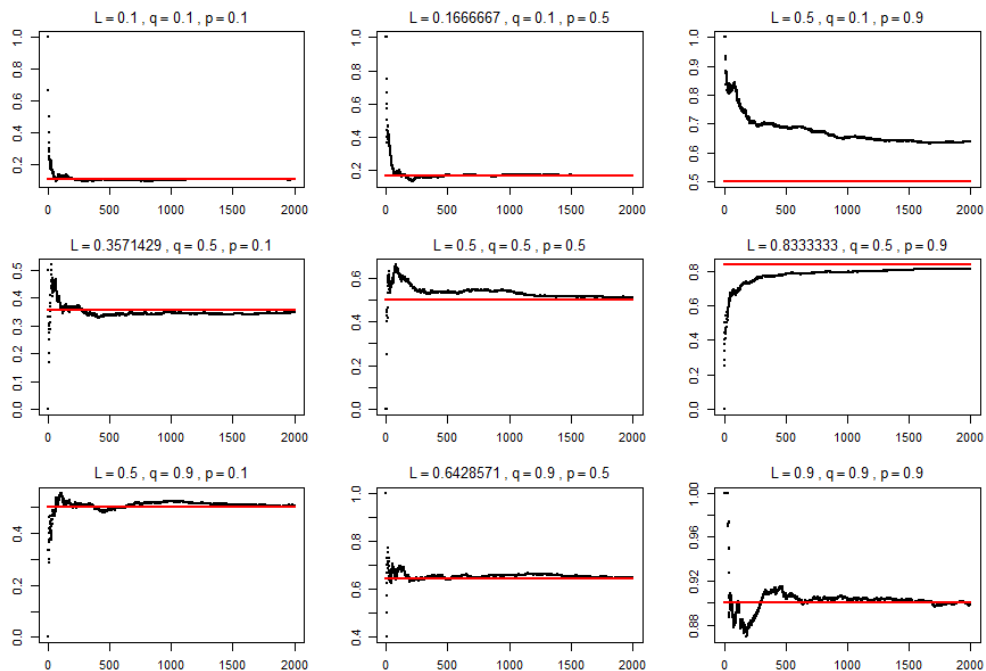 L = 0.1 , q = 0.1 , p = 0.1
1.0
0.8
0.6
0.4
0.2
0 500 1000 1500 2000
L = 0.1666667 , q = 0.1 , p = 0.5
1.0
0.8
0.6
0.4
0.2
0 500 1000 1500 2000
L = 0.5 , q = 0.1 , p = 0.9
1.0
0.9
0.8
0.7
0.6
0.5
0 500 1000 1500 2000
L = 0.3571429 , q = 0.5 , p = 0.1
0.5
0.4
0.3
0.2
0.1
0.0
0 500 1000 1500 2000
L = 0.5 , q = 0.5 , p = 0.5
0.6
0.4
0.2
0.0
0 500 1000 1500 2000
L = 0.8333333 , q = 0.5 , p = 0.9
0.8
0.6
0.4
0.2
0.0
0 500 1000 1500 2000
L = 0.5 , q = 0.9 , p = 0.1
0.4
0.2
0.0
0 500 1000 1500 2000
L = 0.6428571 , q = 0.9 , p = 0.5
1.0
0.8
0.6
0.4
0 500 1000 1500 2000
L = 0.9 , q = 0.9 , p = 0.9
1.00
0.96
0.92
0.88
0 500 1000 1500 2000